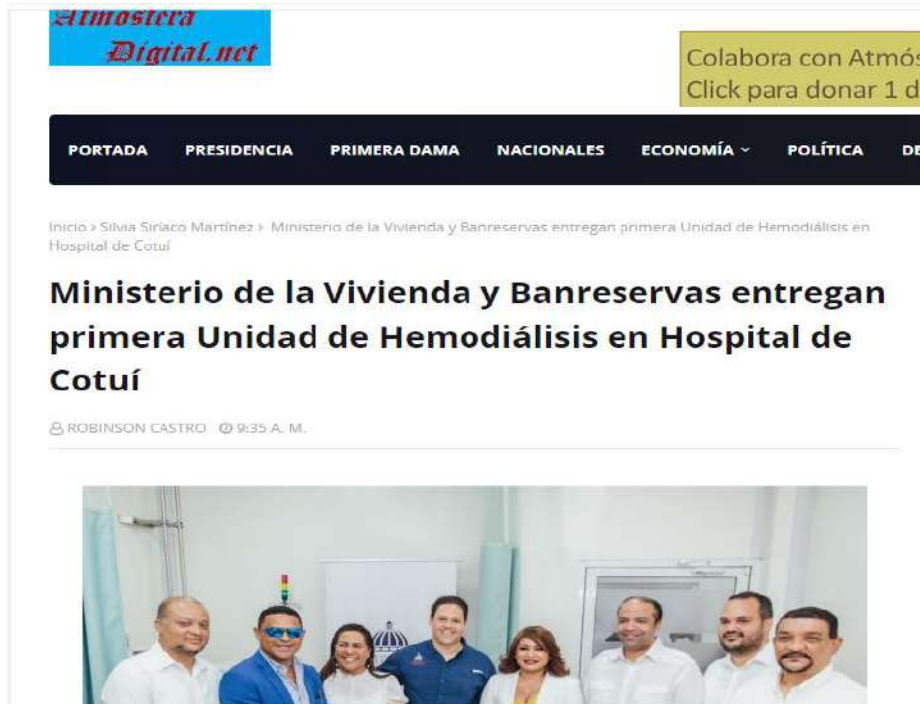 Atmósfera
Digital.net
Colabora con Atmós
Click para donar 1 d
PORTADA PRESIDENCIA PRIMERA DAMA NACIONALES ECONOMÍA POLÍTICA DE
Inicio › Silvia Siriaco Martínez › Ministerio de la Vivienda y Banreservas entregan primera Unidad de Hemodiálisis en
Hospital de Cotuí
Ministerio de la Vivienda y Banreservas entregan
primera Unidad de Hemodiálisis en Hospital de
Cotuí
ROBINSON CASTRO 9:35 A. M.